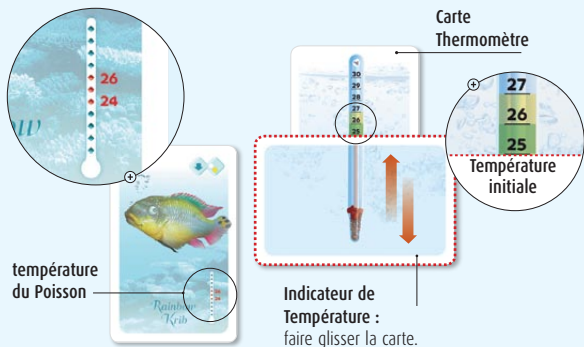 26
24
ow
température
du Poisson
Rainbow
Krib
Carte
Thermomètre
30
29
28
27
26
25
27
26
25
Température
initiale
Indicateur de
Température :
faire glisser la carte.